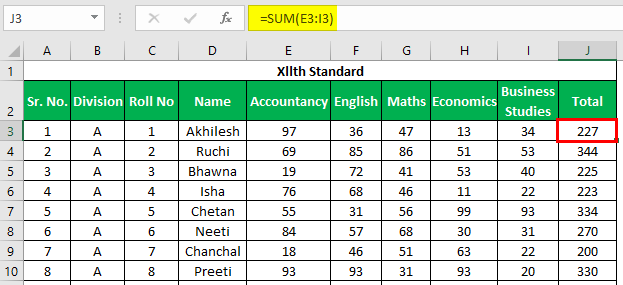 J3 fx =SUM(E3:I3)
A B C D E F G H I J
1 Xllth Standard
2 Sr. No. Division Roll No Name Accountancy English Maths Economics Business Studies Total
3 1 A 1 Akhilesh 97 36 47 13 34 227
4 2 A 2 Ruchi 69 85 86 51 53 344
5 3 A 3 Bhawna 19 72 41 53 40 225
6 4 A 4 Isha 76 68 46 11 22 223
7 5 A 5 Chetan 55 31 56 99 93 334
8 6 A 6 Neeti 84 57 68 30 31 270
9 7 A 7 Chanchal 18 46 51 63 22 200
10 8 A 8 Preeti 93 93 31 93 20 330